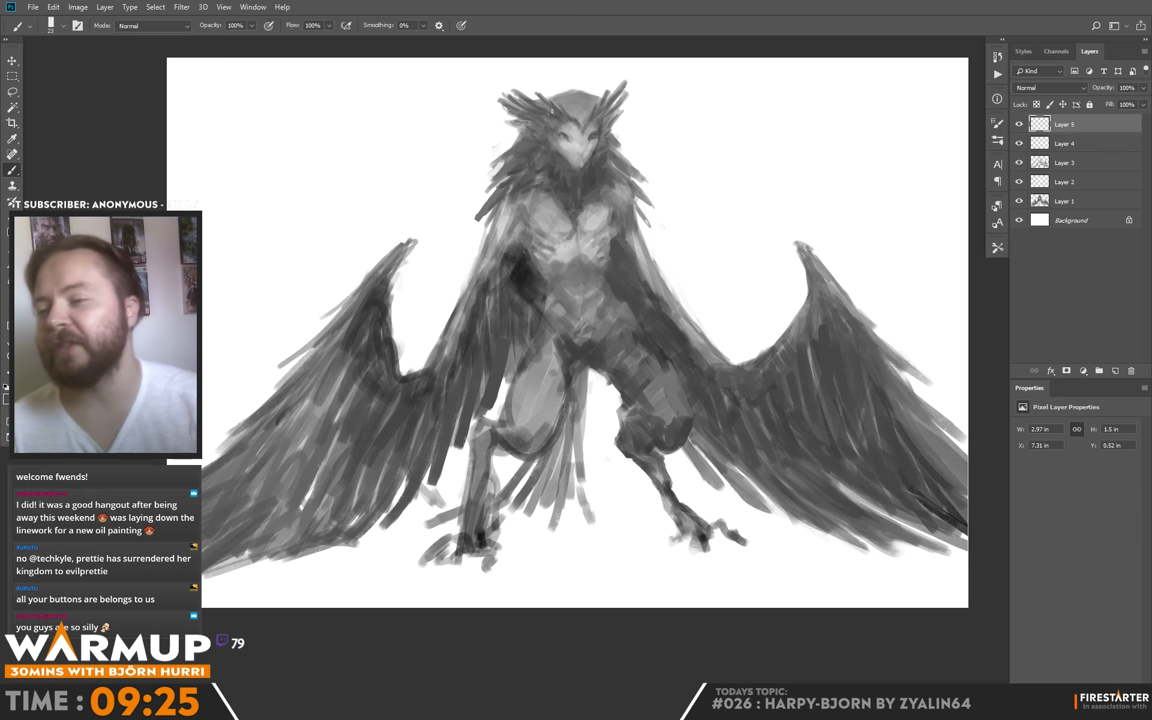 Ps File Edit Image Layer Type Select Filter 3D View Window Help
23 Mode: Normal Opacity: 100% Flow: 100% Smoothing: 0%
Styles Channels Layers
Kind
Normal Opacity: 100%
Lock: Fill: 100%
Layer 5
Layer 4
Layer 3
Layer 2
Layer 1
Background
Properties
Pixel Layer Properties
W: 2.97 in H: 1.5 in
X: 7.31 in Y: 0.52 in
T SUBSCRIBER: ANONYMOUS -
welcome fwends!
I did! it was a good hangout after being
away this weekend was laying down the
linework for a new oil painting
no @techkyle, prettie has surrendered her
kingdom to evilprettie
all your buttons are belongs to us
you guys are so silly
WARMUP 79
30MINS WITH BJÖRN HURRI
TIME : 09:25
TODAYS TOPIC:
#026 : HARPY-BJORN BY ZYALIN64
FIRESTARTER
In association with